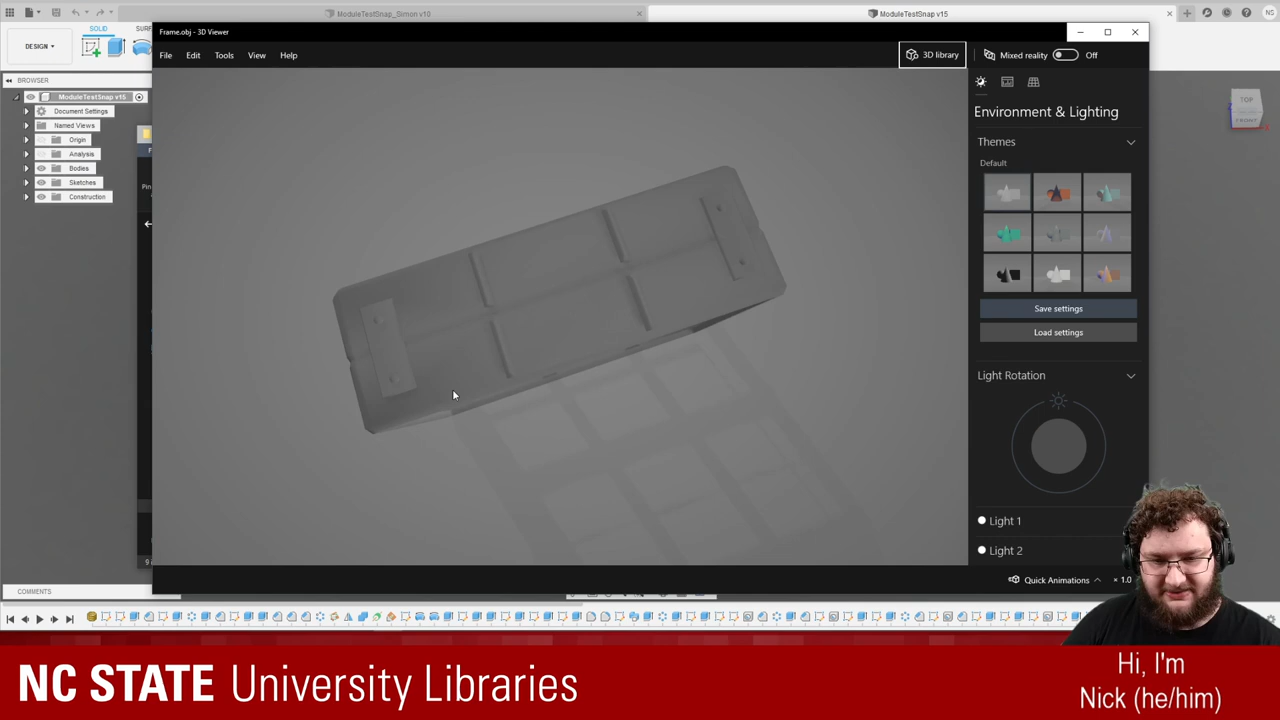 ModuleTestSnap_Simon v10
ModuleTestSnap v15
NS
SOLID
DESIGN
BROWSER
ModuleTestSnap v15
Document Settings
Named Views
Origin
Analysis
Bodies
Sketches
Construction
COMMENTS
Frame.obj - 3D Viewer
File
Edit
Tools
View
Help
3D library
Mixed reality
Off
Environment & Lighting
Themes
Default
Save settings
Load settings
Light Rotation
Light 1
Light 2
Quick Animations
× 1.0
TOP
FRONT
NC STATE University Libraries
Hi, I'm
Nick (he/him)